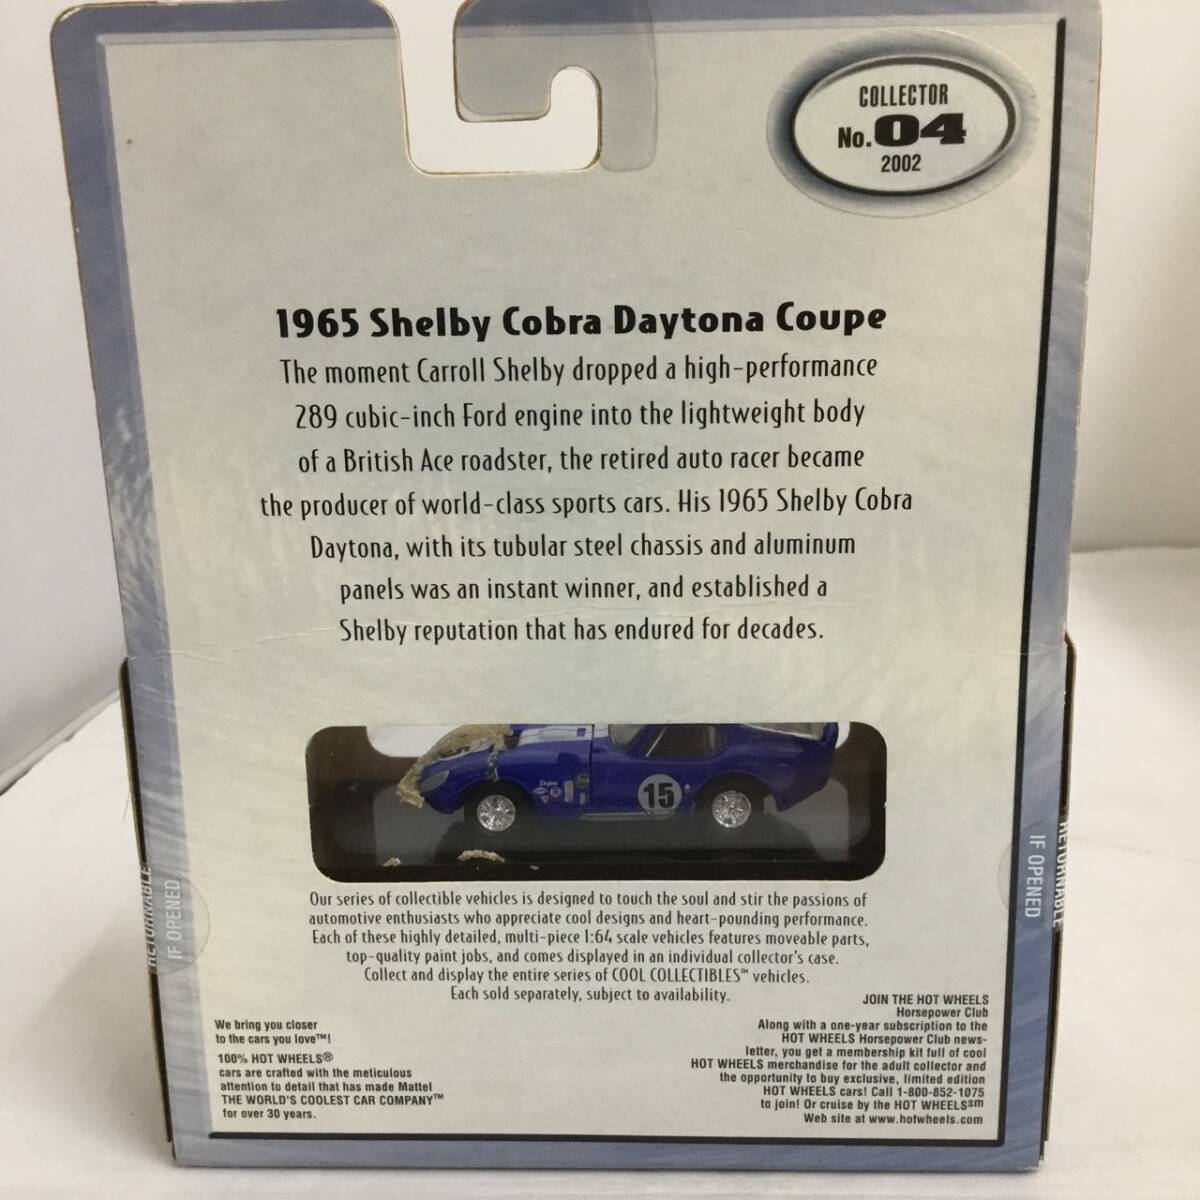 COLLECTOR
No. 04
2002
1965 Shelby Cobra Daytona Coupe
The moment Carroll Shelby dropped a high-performance
289 cubic-inch Ford engine into the lightweight body
of a British Ace roadster, the retired auto racer became
the producer of world-class sports cars. His 1965 Shelby Cobra
Daytona, with its tubular steel chassis and aluminum
panels was an instant winner, and established a
Shelby reputation that has endured for decades.
15
Our series of collectible vehicles is designed to touch the soul and stir the passions of
automotive enthusiasts who appreciate cool designs and heart-pounding performance.
Each of these highly detailed, multi-piece 1:64 scale vehicles features moveable parts,
top-quality paint jobs, and comes displayed in an individual collector's case.
Collect and display the entire series of COOL COLLECTIBLES™ vehicles.
Each sold separately, subject to availability.
We bring you closer
to the cars you love™!
100% HOT WHEELS®
cars are crafted with the meticulous
attention to detail that has made Mattel
THE WORLD'S COOLEST CAR COMPANY™
for over 30 years.
JOIN THE HOT WHEELS
Horsepower Club
Along with a one-year subscription to the
HOT WHEELS Horsepower Club news-
letter, you get a membership kit full of cool
HOT WHEELS merchandise for the adult collector and
the opportunity to buy exclusive, limited edition
HOT WHEELS cars! Call 1-800-852-1075
to join! Or cruise by the HOT WHEELS℠
Web site at www.hotwheels.com
RETURNABLE
IF OPENED
IF OPENED
RETURNABLE